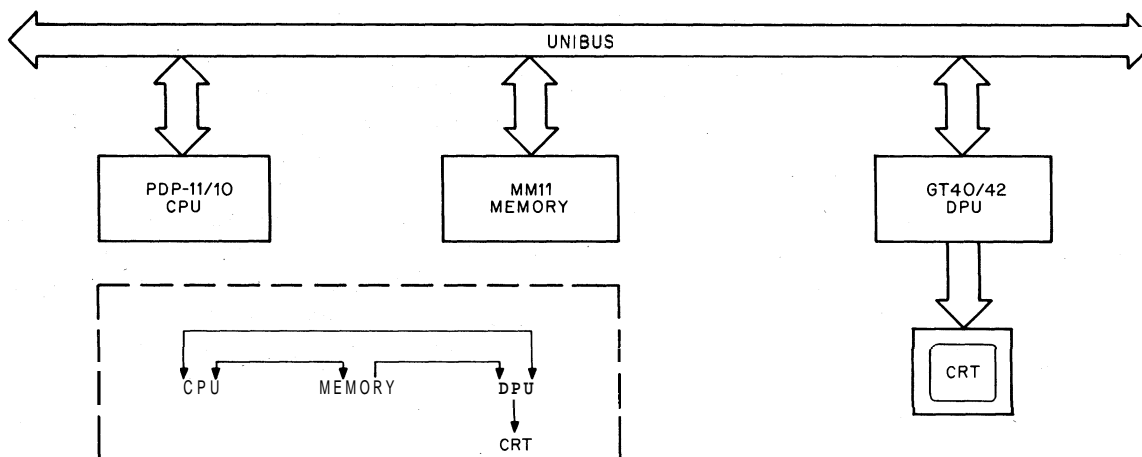 UNIBUS
PDP-11/10
CPU
MM11
MEMORY
GT40/42
DPU
CRT
CPU
MEMORY
DPU
CRT